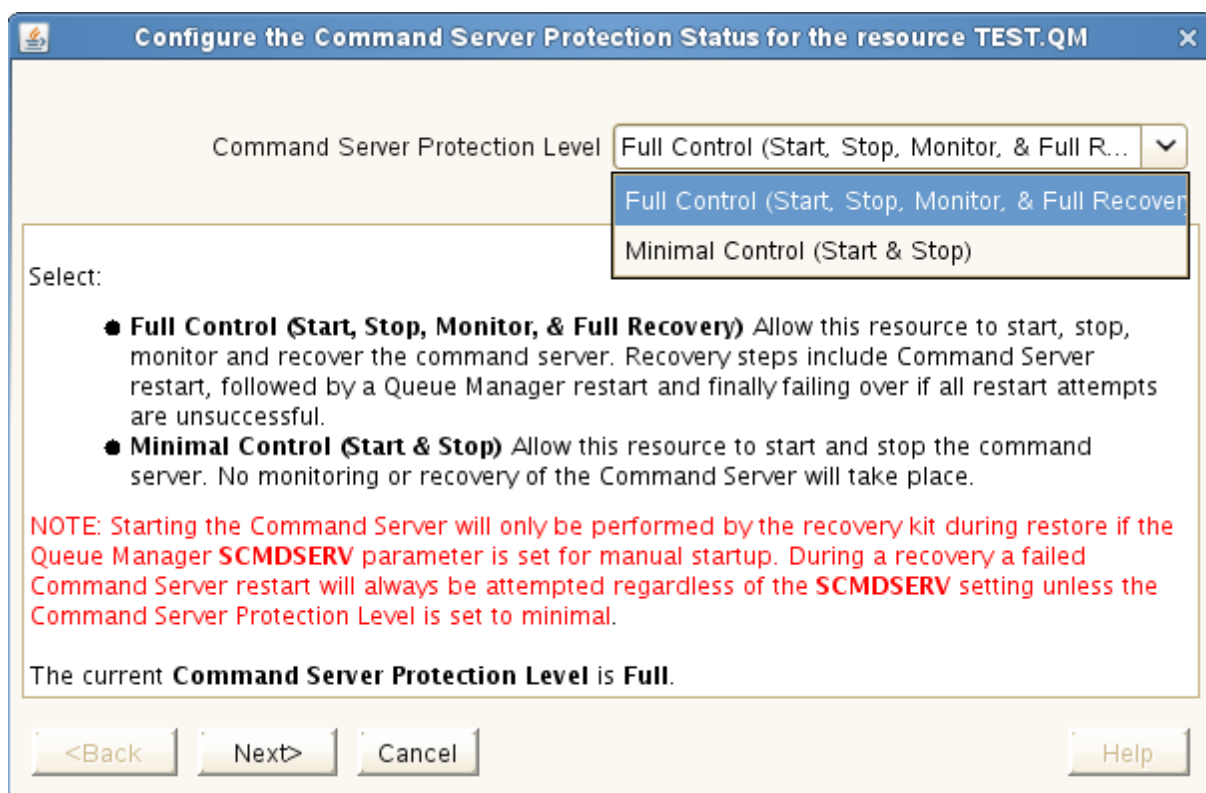 Configure the Command Server Protection Status for the resource TEST.QM
Command Server Protection Level
Full Control (Start, Stop, Monitor, & Full R...
Full Control (Start, Stop, Monitor, & Full Recover
Minimal Control (Start & Stop)
Select:
● Full Control (Start, Stop, Monitor, & Full Recovery) Allow this resource to start, stop,
monitor and recover the command server. Recovery steps include Command Server
restart, followed by a Queue Manager restart and finally failing over if all restart attempts
are unsuccessful.
● Minimal Control (Start & Stop) Allow this resource to start and stop the command
server. No monitoring or recovery of the Command Server will take place.
NOTE: Starting the Command Server will only be performed by the recovery kit during restore if the
Queue Manager SCMDSERV parameter is set for manual startup. During a recovery a failed
Command Server restart will always be attempted regardless of the SCMDSERV setting unless the
Command Server Protection Level is set to minimal.
The current Command Server Protection Level is Full.
<Back
Next>
Cancel
Help